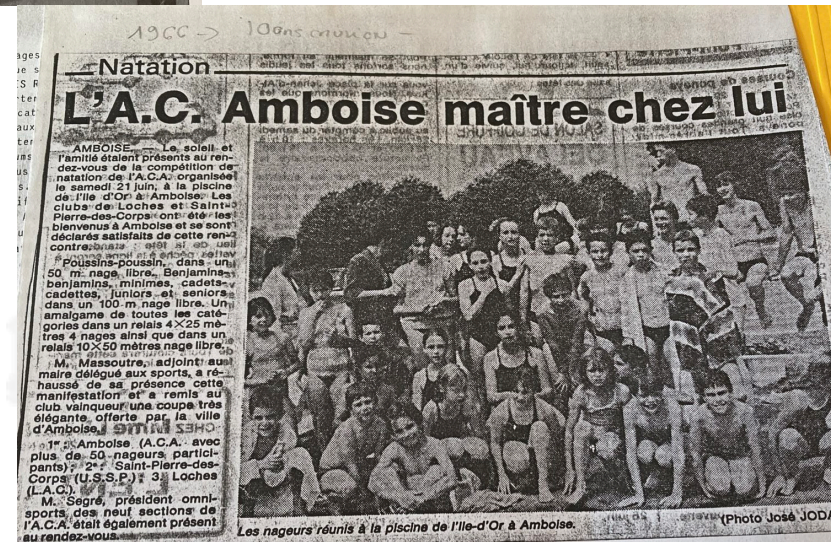 1966 →
Natation
L'A.C. Amboise maître chez lui
AMBOISE. — Le soleil et
l'amitié étaient présents au ren-
dez-vous de la compétition de
natation de l'A.C.A. organisée
le samedi 21 juin, à la piscine
de l'Ile d'Or à Amboise. Les
clubs de Loches et Saint-
Pierre-des-Corps ont été les
bienvenus à Amboise et se sont
déclarés satisfaits de cette ren-
contre.
Poussins-poussin, dans un
50 m nage libre. Benjamins-
benjamins, minimes, cadets-
cadettes, juniors et seniors
dans un 100 m nage libre. Un
amalgame de toutes les caté-
gories dans un relais 4×25 mè-
tres 4 nages ainsi que dans un
relais 10×50 mètres nage libre.
M. Massoutre, adjoint au
maire délégué aux sports, a ré-
haussé de sa présence cette
manifestation et a remis au
club vainqueur une coupe très
élégante, offerte par la ville
d'Amboise.
1er : Amboise (A.C.A. avec
plus de 50 nageurs partici-
pants) ; 2e : Saint-Pierre-des-
Corps (U.S.S.P.) ; 3. Loches
(L.A.C.).
M. Segré, président omni-
sports des neuf sections de
l'A.C.A. était également présent
au rendez-vous.
Les nageurs réunis à la piscine de l'Ile-d'Or à Amboise.
(Photo José JODA